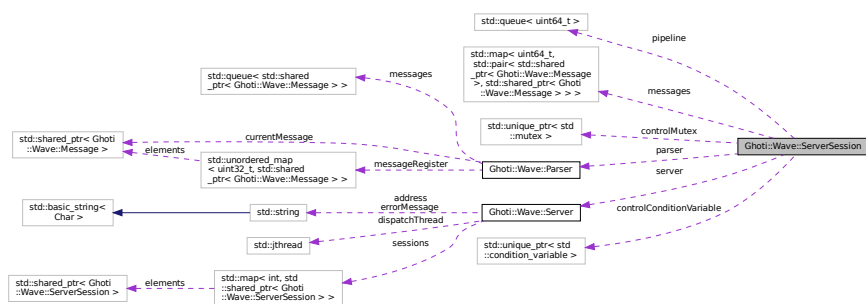 std::queue< uint64_t >
pipeline
std::map< uint64_t,
std::pair< std::shared
_ptr< Ghoti::Wave::Message
>, std::shared_ptr< Ghoti
::Wave::Message > > >
messages
std::queue< std::shared
_ptr< Ghoti::Wave::Message > >
messages
std::unique_ptr< std
::mutex >
controlMutex
Ghoti::Wave::ServerSession
std::shared_ptr< Ghoti
::Wave::Message >
currentMessage
elements
std::unordered_map
< uint32_t, std::shared
_ptr< Ghoti::Wave::Message > >
messageRegister
Ghoti::Wave::Parser
parser
server
std::basic_string<
Char >
std::string
address
errorMessage
Ghoti::Wave::Server
controlConditionVariable
dispatchThread
std::jthread
sessions
std::unique_ptr< std
::condition_variable >
std::shared_ptr< Ghoti
::Wave::ServerSession >
elements
std::map< int, std
::shared_ptr< Ghoti
::Wave::ServerSession > >